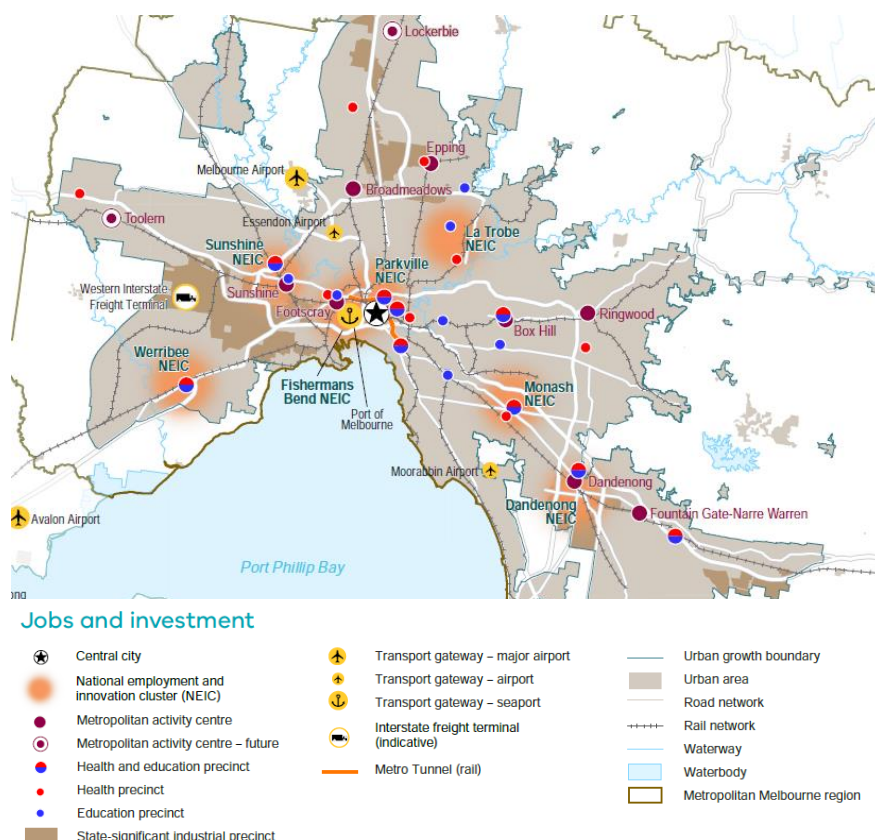 Lockerbie
Epping
Melbourne Airport
Broadmeadows
Toolern
Essendon Airport
La Trobe
NEIC
Sunshine
NEIC
Parkville
NEIC
Western Interstate
Freight Terminal
Sunshine
Footscray
Ringwood
Box Hill
Werribee
NEIC
Fishermans
Bend NEIC
Port of
Melbourne
Monash
NEIC
Moorabbin Airport
Dandenong
Dandenong
NEIC
Fountain Gate-Narre Warren
Avalon Airport
Port Phillip Bay
ong
Jobs and investment
Central city
National employment and
innovation cluster (NEIC)
Metropolitan activity centre
Metropolitan activity centre – future
Health and education precinct
Health precinct
Education precinct
State-significant industrial precinct
Transport gateway – major airport
Transport gateway – airport
Transport gateway – seaport
Interstate freight terminal
(indicative)
Metro Tunnel (rail)
Urban growth boundary
Urban area
Road network
Rail network
Waterway
Waterbody
Metropolitan Melbourne region